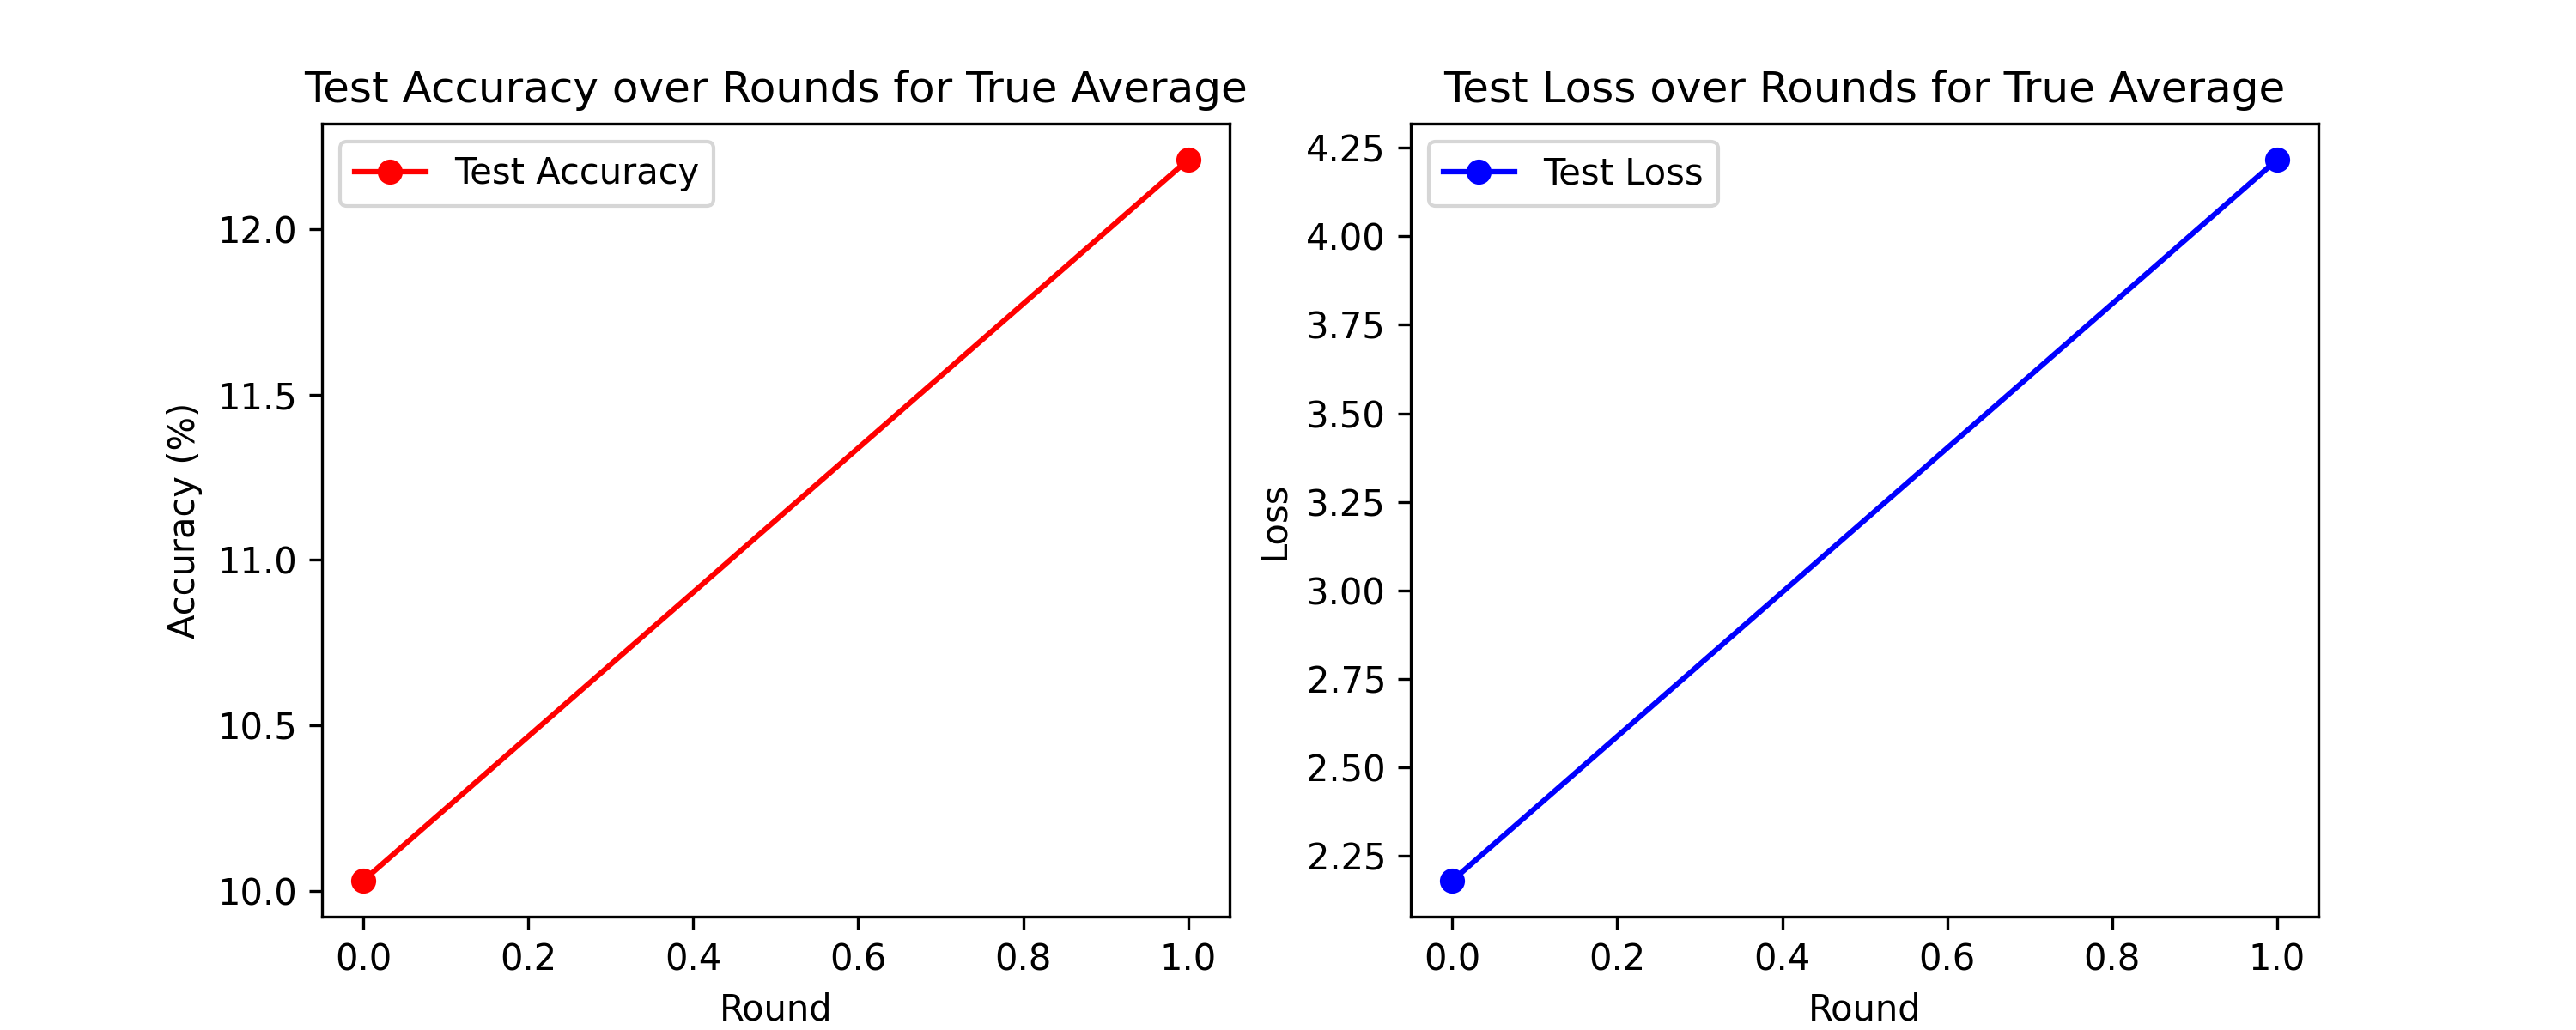 Test Accuracy over Rounds for True Average
Test Accuracy
12.0
11.5
11.0
10.5
10.0
Accuracy (%)
0.0 0.2 0.4 0.6 0.8 1.0
Round
Test Loss over Rounds for True Average
Test Loss
4.25
4.00
3.75
3.50
3.25
3.00
2.75
2.50
2.25
Loss
0.0 0.2 0.4 0.6 0.8 1.0
Round